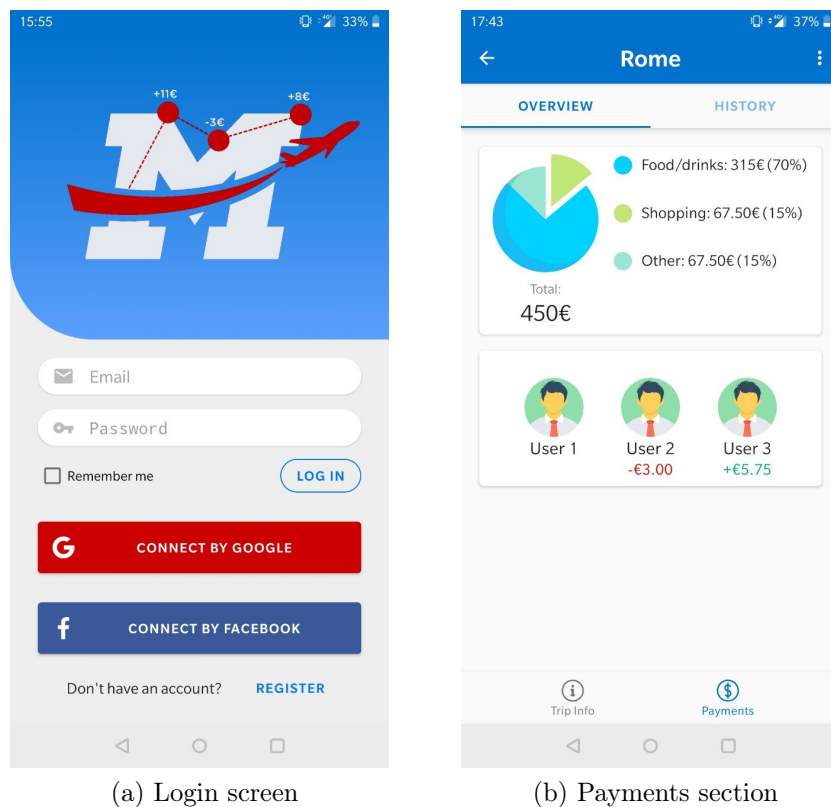 15:55
4G+ 33%
+11€
-3€
+8€
M
Email
Password
Remember me
LOG IN
G
CONNECT BY GOOGLE
f
CONNECT BY FACEBOOK
Don't have an account?
REGISTER
(a) Login screen
17:43
4G+ 37%
Rome
OVERVIEW
HISTORY
Food/drinks: 315€ (70%)
Shopping: 67.50€ (15%)
Other: 67.50€ (15%)
Total:
450€
User 1
User 2
User 3
-€3.00
+€5.75
Trip Info
Payments
(b) Payments section